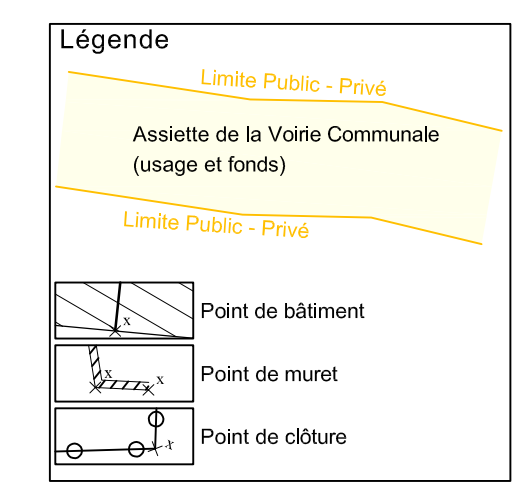 Légende
Limite Public - Privé
Assiette de la Voirie Communale
(usage et fonds)
Limite Public - Privé
x
Point de bâtiment
x x
Point de muret
x
Point de clôture